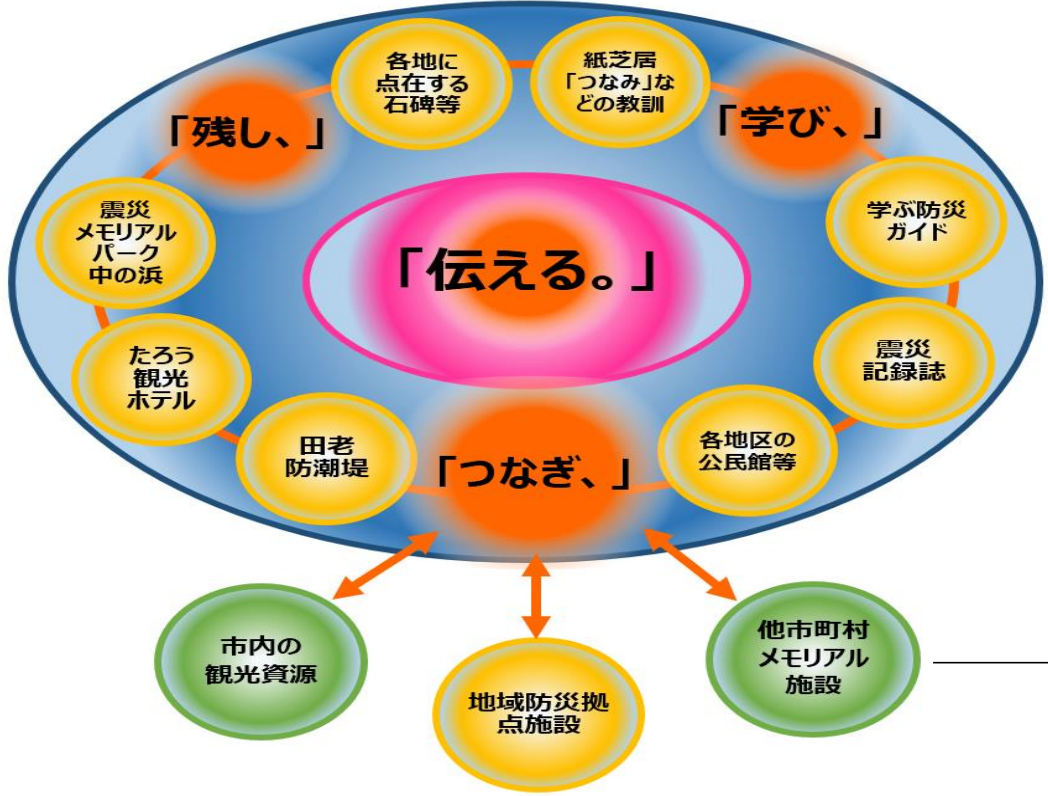 各地に
点在する
石碑等
紙芝居
「つなみ」な
どの教訓
「残し、」
「学び、」
震災
メモリアル
パーク
中の浜
学ぶ防災
ガイド
「伝える。」
たろう
観光
ホテル
震災
記録誌
田老
防潮堤
「つなぎ、」
各地区の
公民館等
市内の
観光資源
地域防災拠
点施設
他市町村
メモリアル
施設